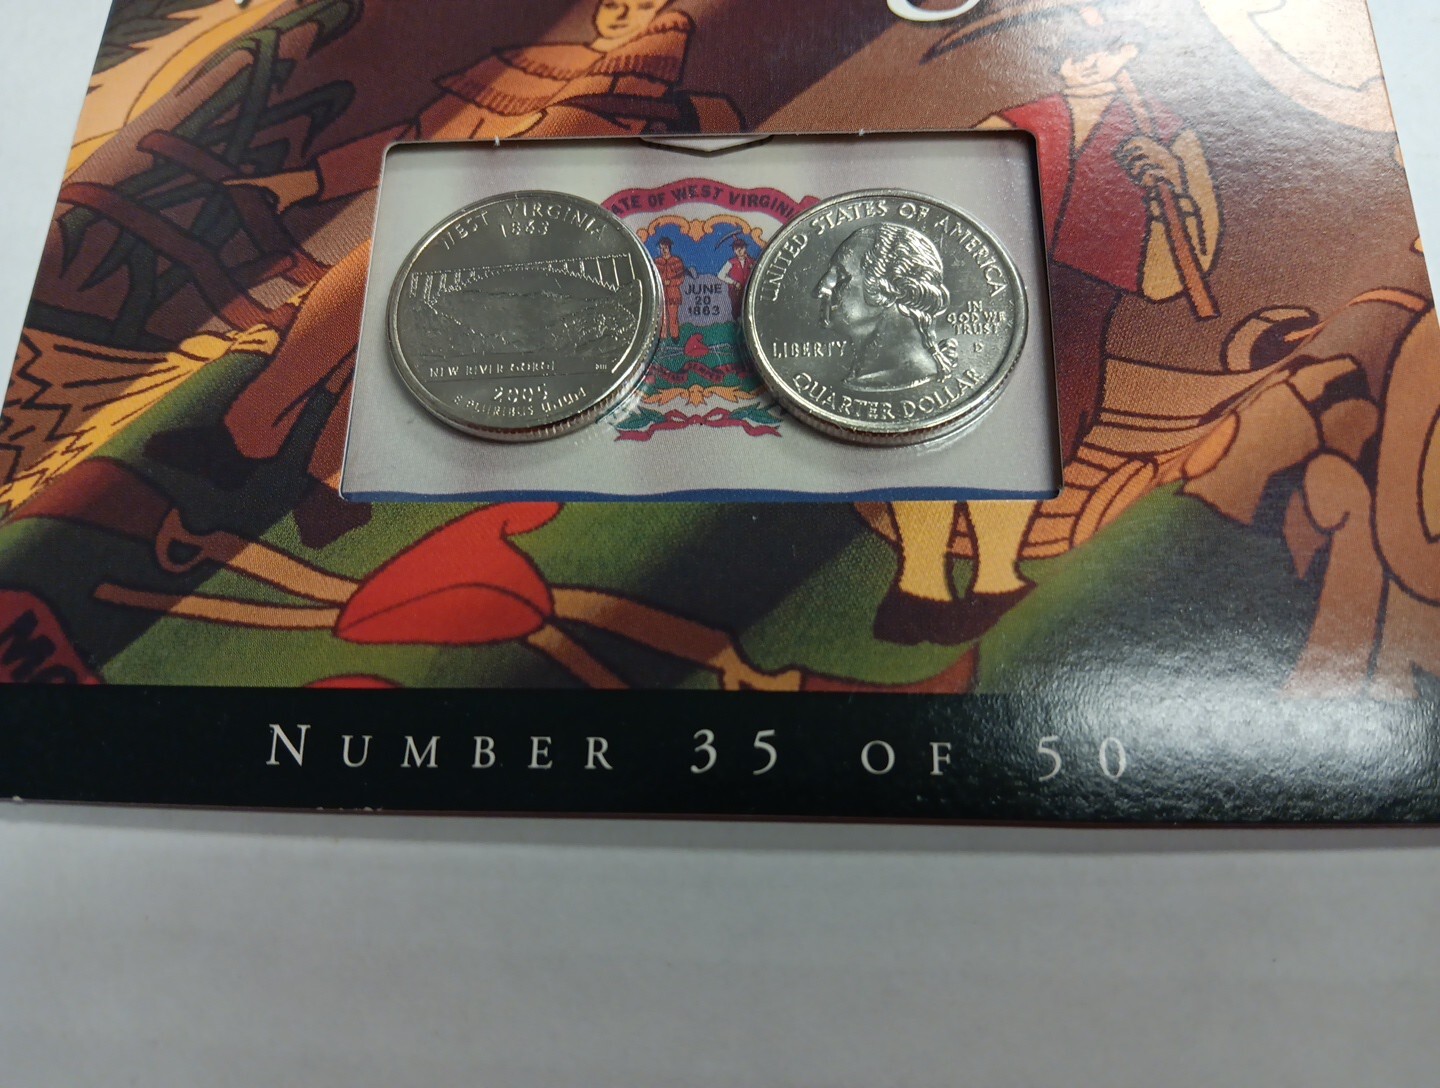 WEST VIRGINIA
1863
NEW RIVER GORGE
2005
E PLURIBUS UNUM
STATE OF WEST VIRGINIA
JUNE
20
1863
UNITED STATES OF AMERICA
LIBERTY
IN
GOD WE
TRUST
D
QUARTER DOLLAR
NUMBER 35 OF 50